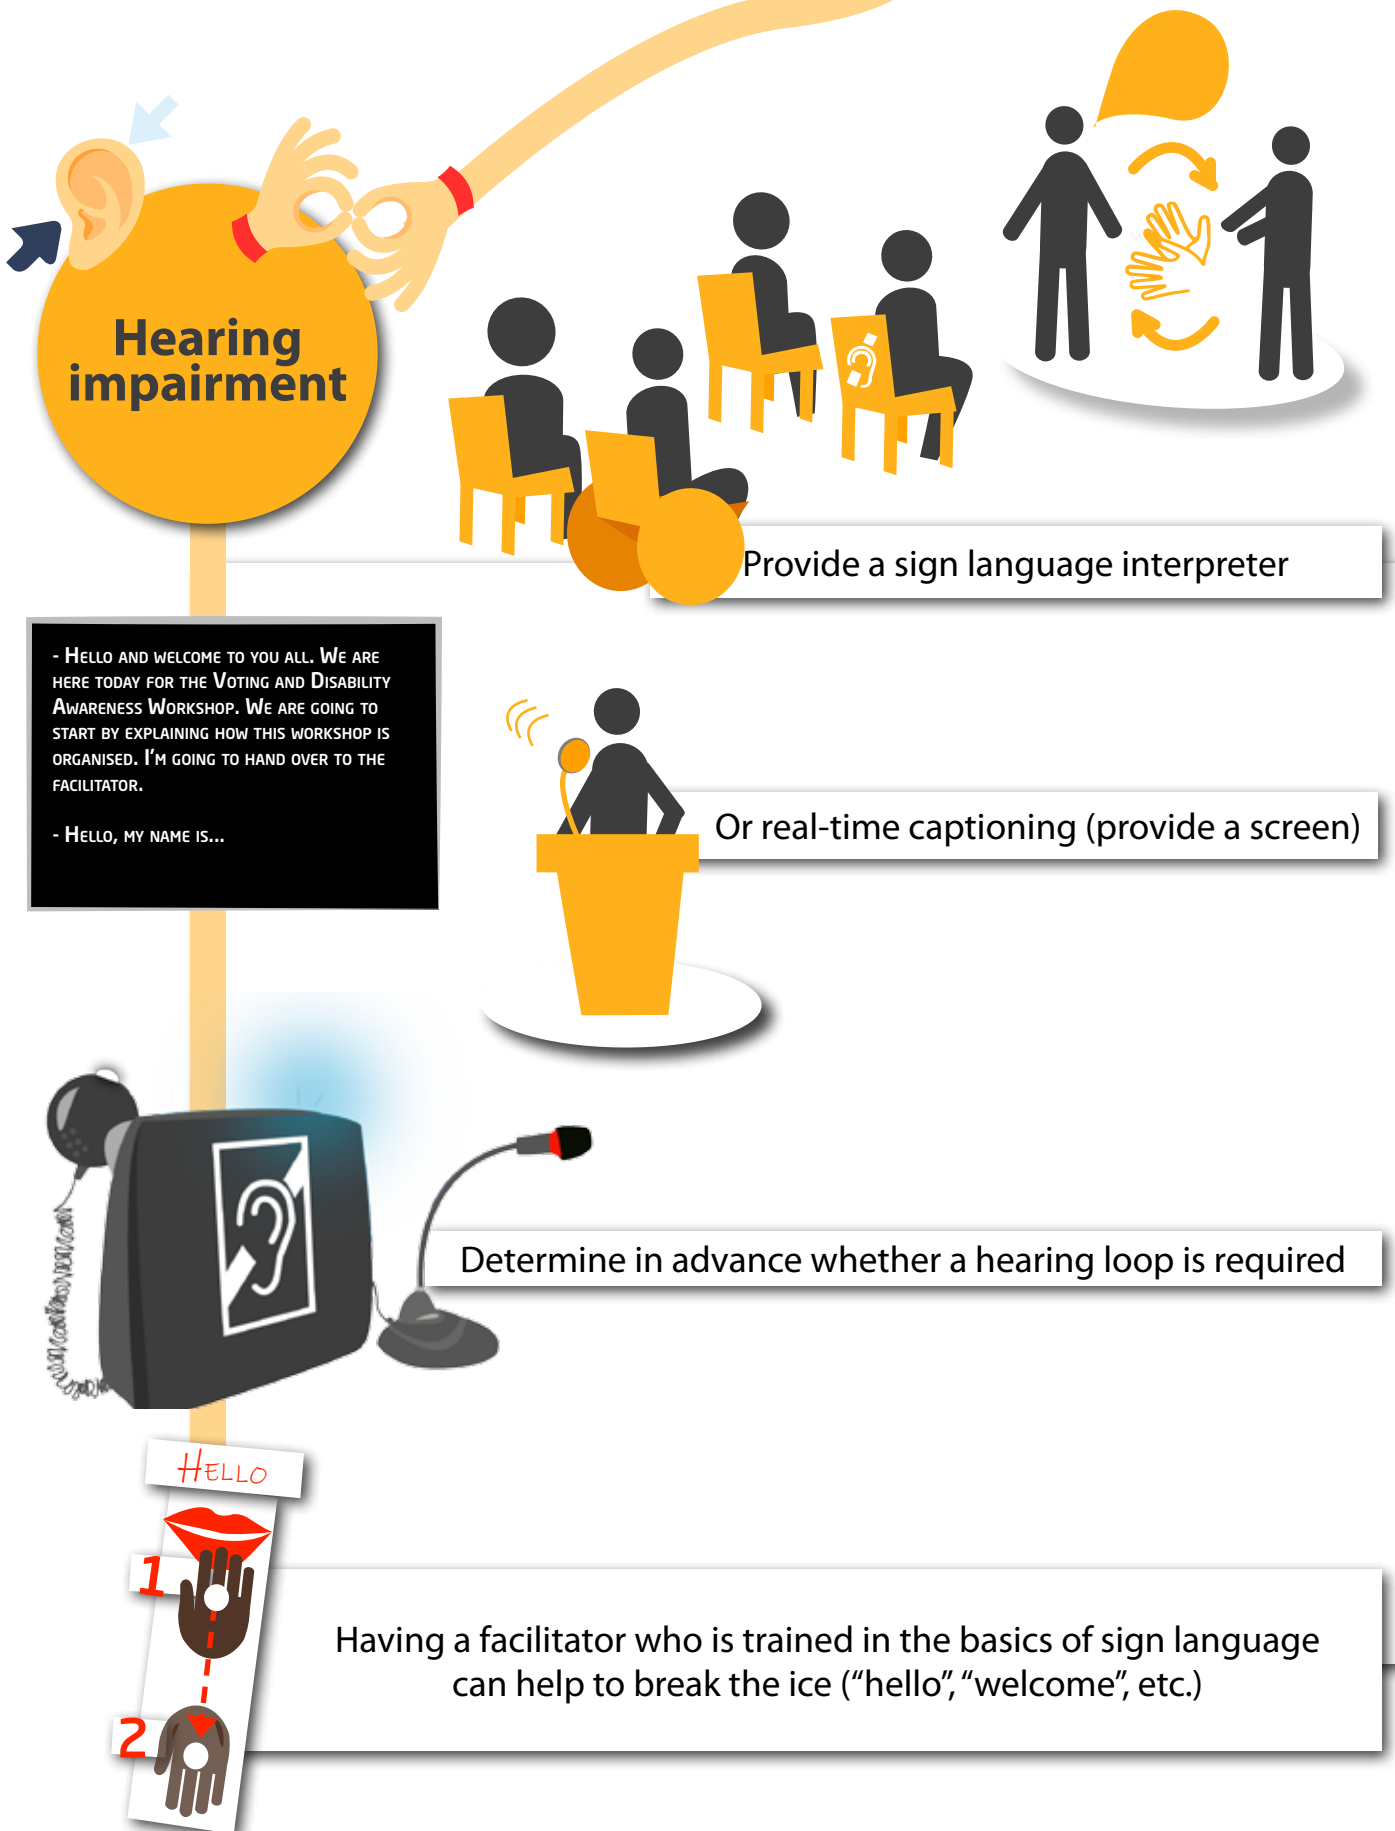 Hearing
impairment
Provide a sign language interpreter
- Hello and welcome to you all. We are
here today for the Voting and Disability
Awareness Workshop. We are going to
start by explaining how this workshop is
organised. I'm going to hand over to the
facilitator.
- Hello, my name is...
Or real-time captioning (provide a screen)
Determine in advance whether a hearing loop is required
Hello
1
2
Having a facilitator who is trained in the basics of sign language
can help to break the ice (“hello”, “welcome”, etc.)